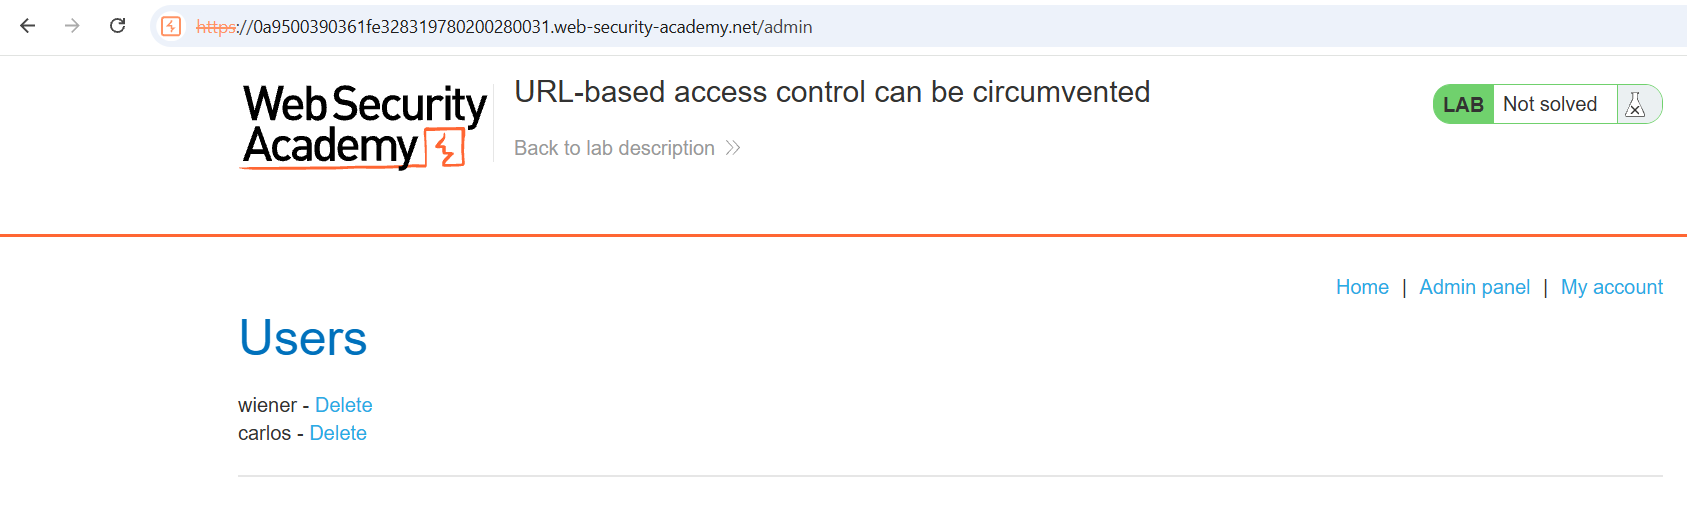 https://0a9500390361fe328319780200280031.web-security-academy.net/admin
Web Security
Academy
URL-based access control can be circumvented
Back to lab description
LAB Not solved
Home | Admin panel | My account
Users
wiener - Delete
carlos - Delete